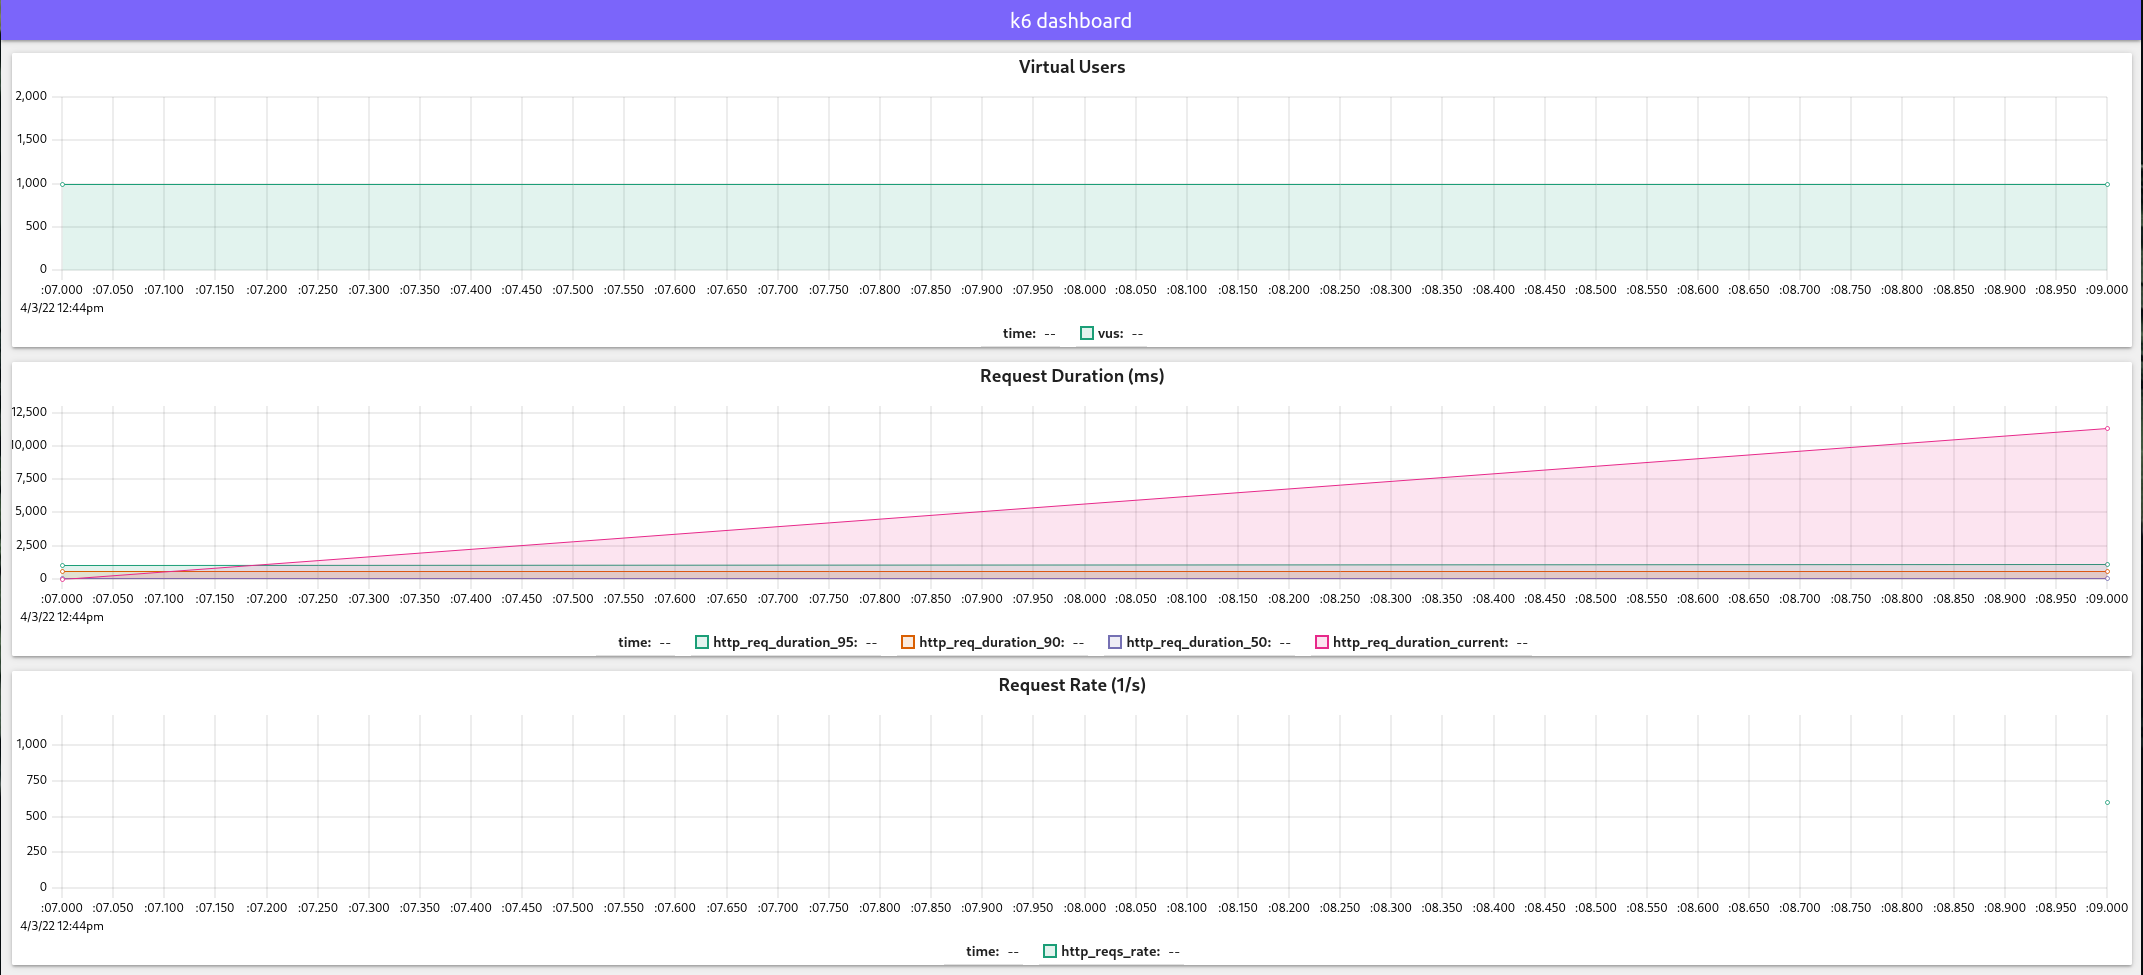 k6 dashboard
Virtual Users
2,000
1,500
1,000
500
0
:07.000 :07.050 :07.100 :07.150 :07.200 :07.250 :07.300 :07.350 :07.400 :07.450 :07.500 :07.550 :07.600 :07.650 :07.700 :07.750 :07.800 :07.850 :07.900 :07.950 :08.000 :08.050 :08.100 :08.150 :08.200 :08.250 :08.300 :08.350 :08.400 :08.450 :08.500 :08.550 :08.600 :08.650 :08.700 :08.750 :08.800 :08.850 :08.900 :08.950 :09.000
4/3/22 12:44pm
time: -- vus: --
Request Duration (ms)
12,500
10,000
7,500
5,000
2,500
0
:07.000 :07.050 :07.100 :07.150 :07.200 :07.250 :07.300 :07.350 :07.400 :07.450 :07.500 :07.550 :07.600 :07.650 :07.700 :07.750 :07.800 :07.850 :07.900 :07.950 :08.000 :08.050 :08.100 :08.150 :08.200 :08.250 :08.300 :08.350 :08.400 :08.450 :08.500 :08.550 :08.600 :08.650 :08.700 :08.750 :08.800 :08.850 :08.900 :08.950 :09.000
4/3/22 12:44pm
time: -- http_req_duration_95: -- http_req_duration_90: -- http_req_duration_50: -- http_req_duration_current: --
Request Rate (1/s)
1,000
750
500
250
0
:07.000 :07.050 :07.100 :07.150 :07.200 :07.250 :07.300 :07.350 :07.400 :07.450 :07.500 :07.550 :07.600 :07.650 :07.700 :07.750 :07.800 :07.850 :07.900 :07.950 :08.000 :08.050 :08.100 :08.150 :08.200 :08.250 :08.300 :08.350 :08.400 :08.450 :08.500 :08.550 :08.600 :08.650 :08.700 :08.750 :08.800 :08.850 :08.900 :08.950 :09.000
4/3/22 12:44pm
time: -- http_reqs_rate: --